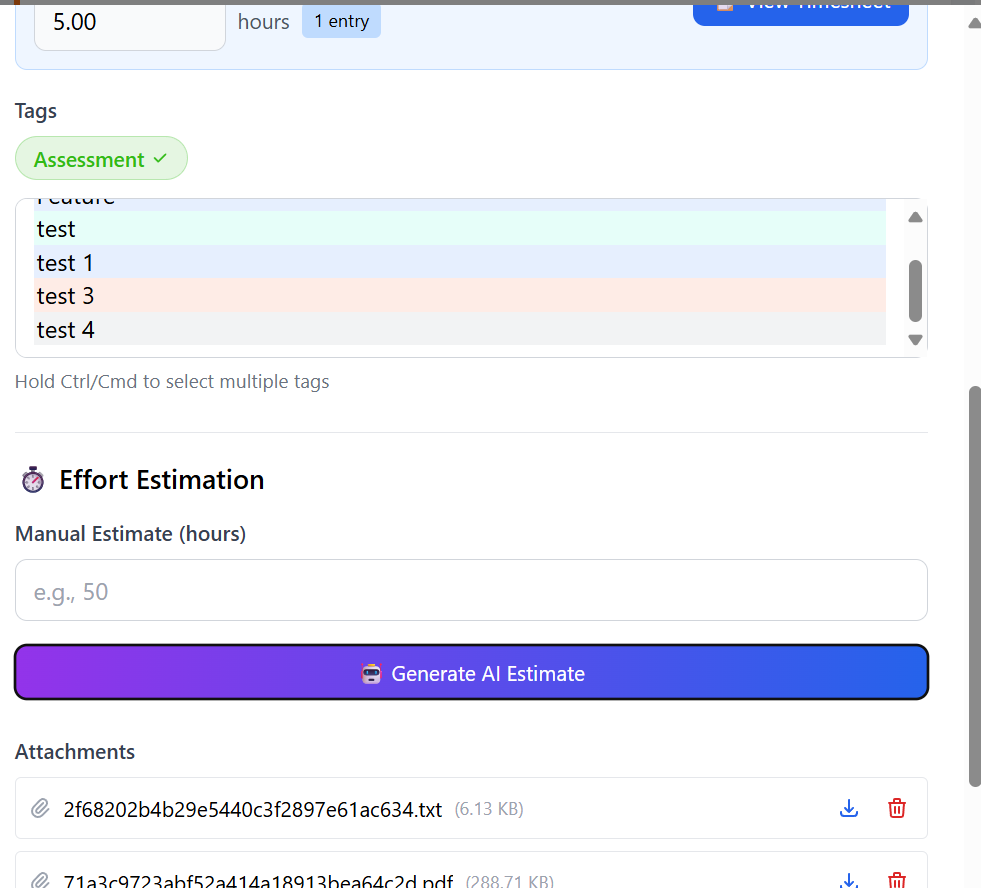 5.00 hours 1 entry View Timesheet
Tags
Assessment
Feature
test
test 1
test 3
test 4
Hold Ctrl/Cmd to select multiple tags
Effort Estimation
Manual Estimate (hours)
e.g., 50
Generate AI Estimate
Attachments
2f68202b4b29e5440c3f2897e61ac634.txt (6.13 KB)
71a3c9723abf52a414a18913bea64c2d.pdf (288.71 KB)